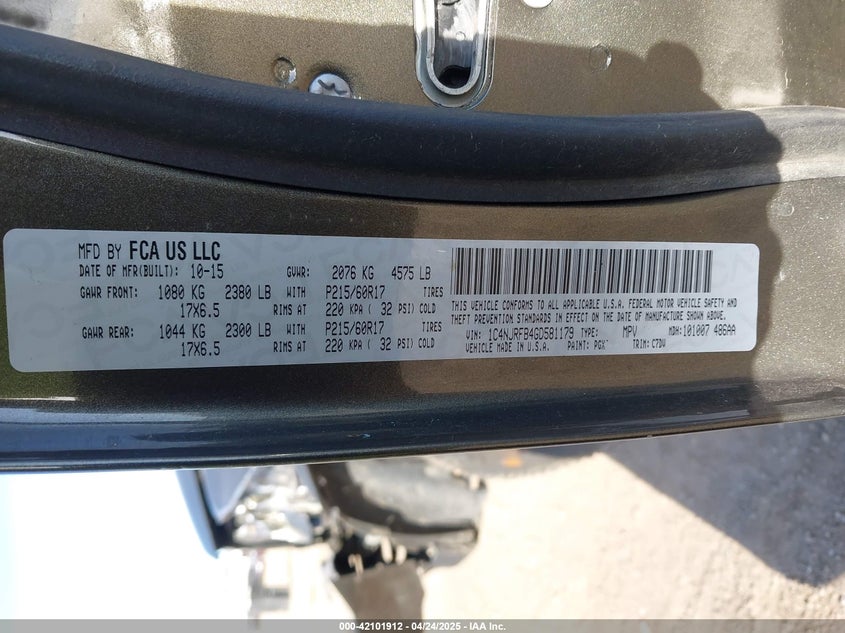 MFD BY FCA US LLC
DATE OF MFR(BUILT): 10-15 GVWR: 2076 KG 4575 LB
GAWR FRONT: 1080 KG 2380 LB WITH P215/60R17 TIRES
17X6.5 RIMS AT 220 KPA ( 32 PSI) COLD
GAWR REAR: 1044 KG 2300 LB WITH P215/60R17 TIRES
17X6.5 RIMS AT 220 KPA ( 32 PSI) COLD
THIS VEHICLE CONFORMS TO ALL APPLICABLE U.S.A. FEDERAL MOTOR VEHICLE SAFETY AND
THEFT PREVENTION STANDARDS IN EFFECT ON THE DATE OF MANUFACTURE SHOWN ABOVE.
VIN: 1C4NJRFB4GD581179 TYPE: MPV MDH: 101007 486AA
VEHICLE MADE IN U.S.A. PAINT: PGK TRIM: C7DV
000-42101912 - 04/24/2025 - IAA Inc.